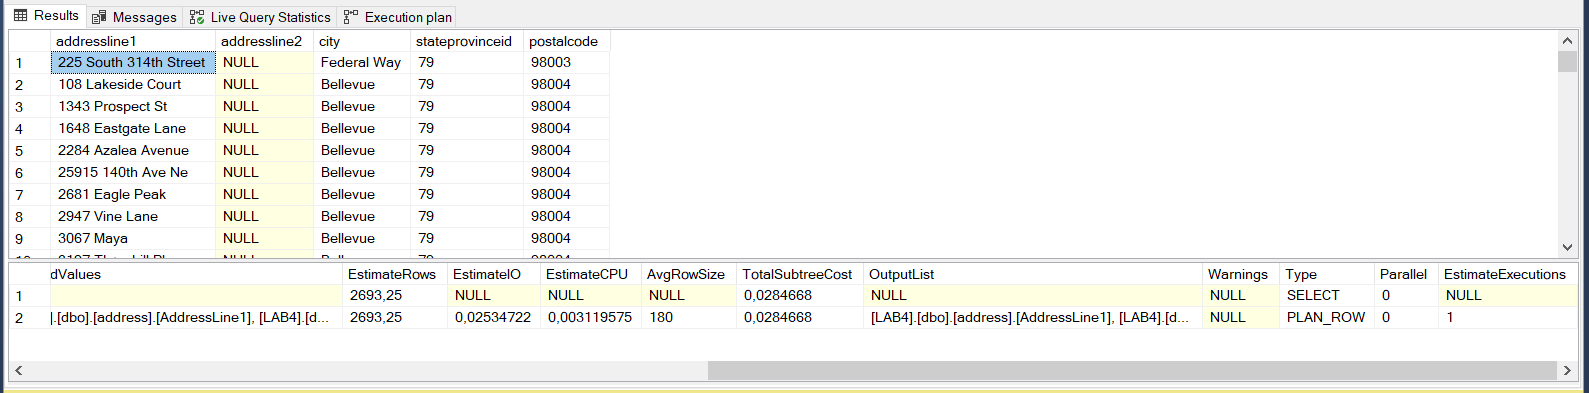 Results Messages Live Query Statistics Execution plan
addressline1 addressline2 city stateprovinceid postalcode
1 225 South 314th Street NULL Federal Way 79 98003
2 108 Lakeside Court NULL Bellevue 79 98004
3 1343 Prospect St NULL Bellevue 79 98004
4 1648 Eastgate Lane NULL Bellevue 79 98004
5 2284 Azalea Avenue NULL Bellevue 79 98004
6 25915 140th Ave Ne NULL Bellevue 79 98004
7 2681 Eagle Peak NULL Bellevue 79 98004
8 2947 Vine Lane NULL Bellevue 79 98004
9 3067 Maya NULL Bellevue 79 98004
dValues EstimateRows EstimateIO EstimateCPU AvgRowSize TotalSubtreeCost OutputList Warnings Type Parallel EstimateExecutions
1 2693,25 NULL NULL NULL 0,0284668 NULL NULL SELECT 0 NULL
2 ].[dbo].[address].[AddressLine1], [LAB4].[d... 2693,25 0,02534722 0,003119575 180 0,0284668 [LAB4].[dbo].[address].[AddressLine1], [LAB4].[d... NULL PLAN_ROW 0 1